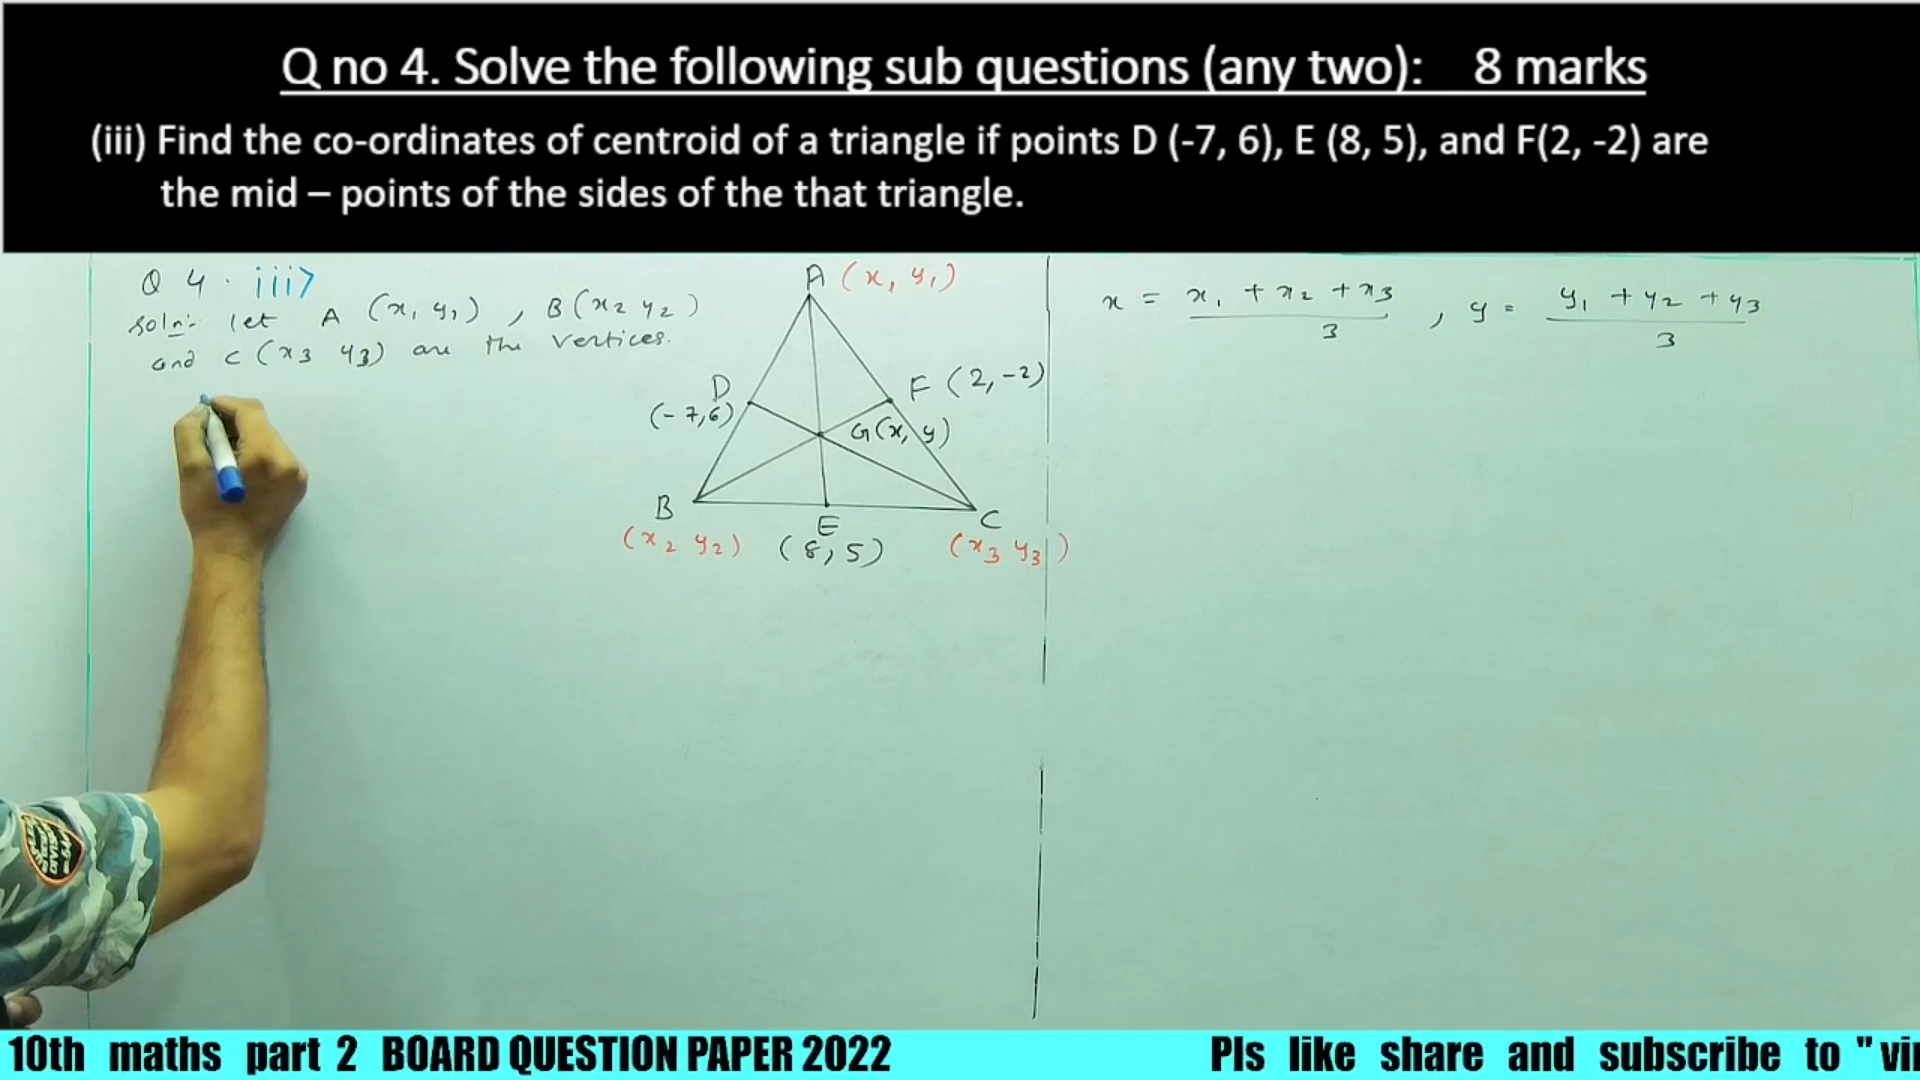 Q no 4. Solve the following sub questions (any two): 8 marks
(iii) Find the co-ordinates of centroid of a triangle if points D (-7, 6), E (8, 5), and F(2, -2) are
the mid – points of the sides of the that triangle.
Q 4 . iii>
soln:- let A (x₁ y₁) , B(x₂ y₂)
and C (x₃ y₃) are the vertices.
A (x₁ y₁)
D
(-7,6)
F (2,-2)
G(x, y)
B
(x₂ y₂)
E
(8,5)
C
(x₃ y₃)
x = x₁ + x₂ + x₃ / 3 , y = y₁ + y₂ + y₃ / 3
10th maths part 2 BOARD QUESTION PAPER 2022 Pls like share and subscribe to "